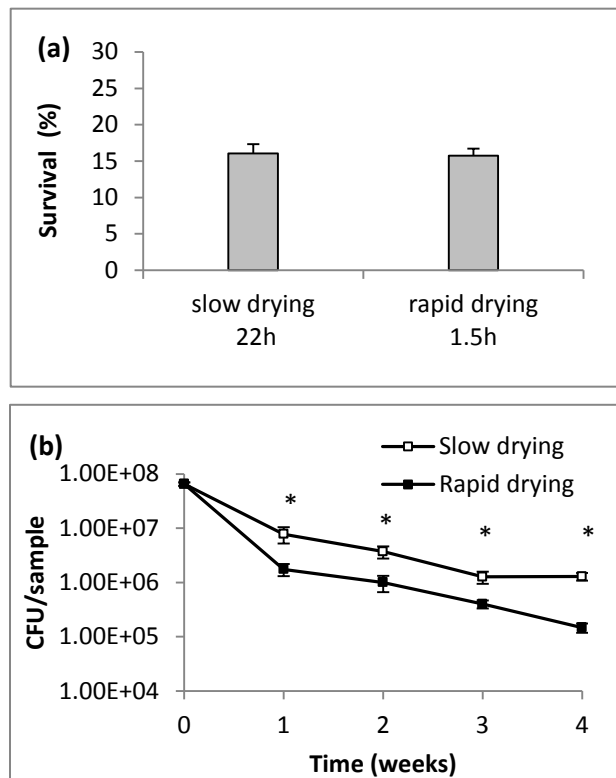 (a)
30
25
20
15
10
5
0
Survival (%)
slow drying
22h
rapid drying
1.5h
(b)
Slow drying
Rapid drying
1.00E+08
1.00E+07
1.00E+06
1.00E+05
1.00E+04
CFU/sample
* * * *
0 1 2 3 4
Time (weeks)